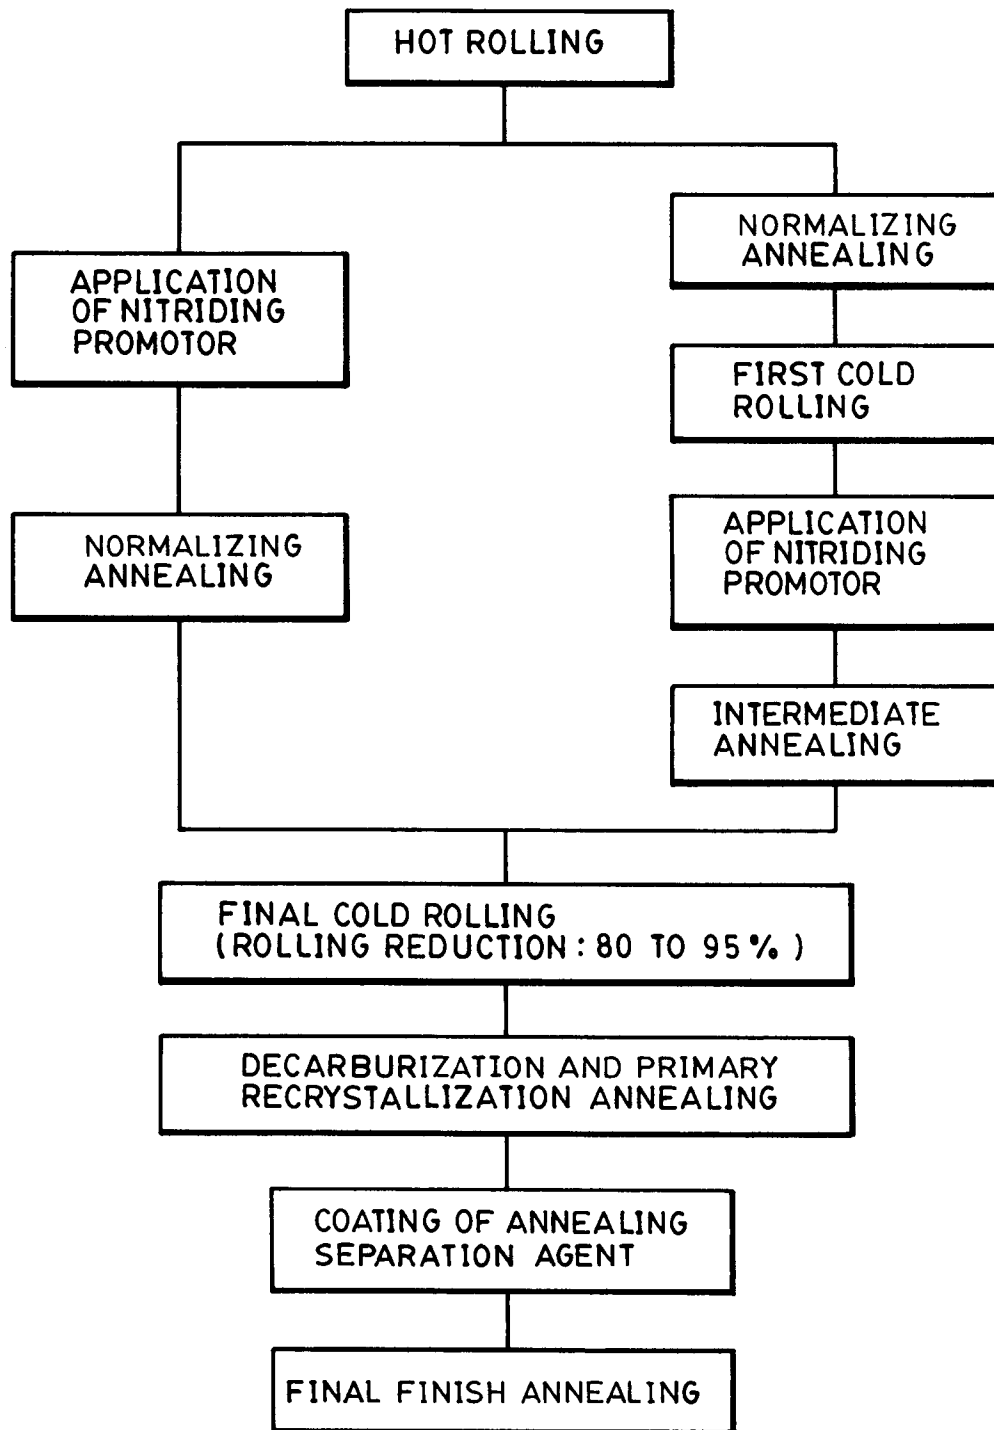 HOT ROLLING
APPLICATION
OF NITRIDING
PROMOTOR
NORMALIZING
ANNEALING
NORMALIZING
ANNEALING
FIRST COLD
ROLLING
APPLICATION
OF NITRIDING
PROMOTOR
INTERMEDIATE
ANNEALING
FINAL COLD ROLLING
(ROLLING REDUCTION : 80 TO 95 % )
DECARBURIZATION AND PRIMARY
RECRYSTALLIZATION ANNEALING
COATING OF ANNEALING
SEPARATION AGENT
FINAL FINISH ANNEALING